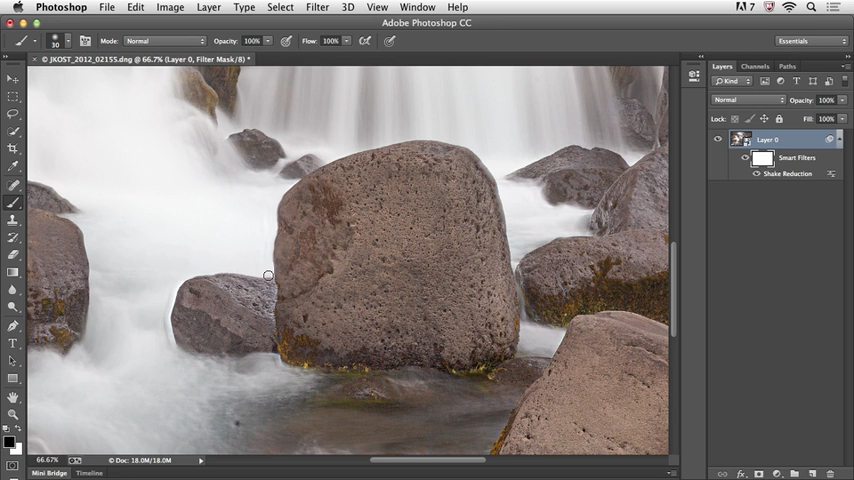 Photoshop File Edit Image Layer Type Select Filter 3D View Window Help
7
Adobe Photoshop CC
30
Mode: Normal Opacity: 100% Flow: 100% Essentials
× © JKOST_2012_02155.dng @ 66.7% (Layer 0, Filter Mask/8) *
Layers Channels Paths
Kind
Normal Opacity: 100%
Lock: Fill: 100%
Layer 0
Smart Filters
Shake Reduction
66.67% Doc: 18.0M/18.0M
Mini Bridge Timeline
fx